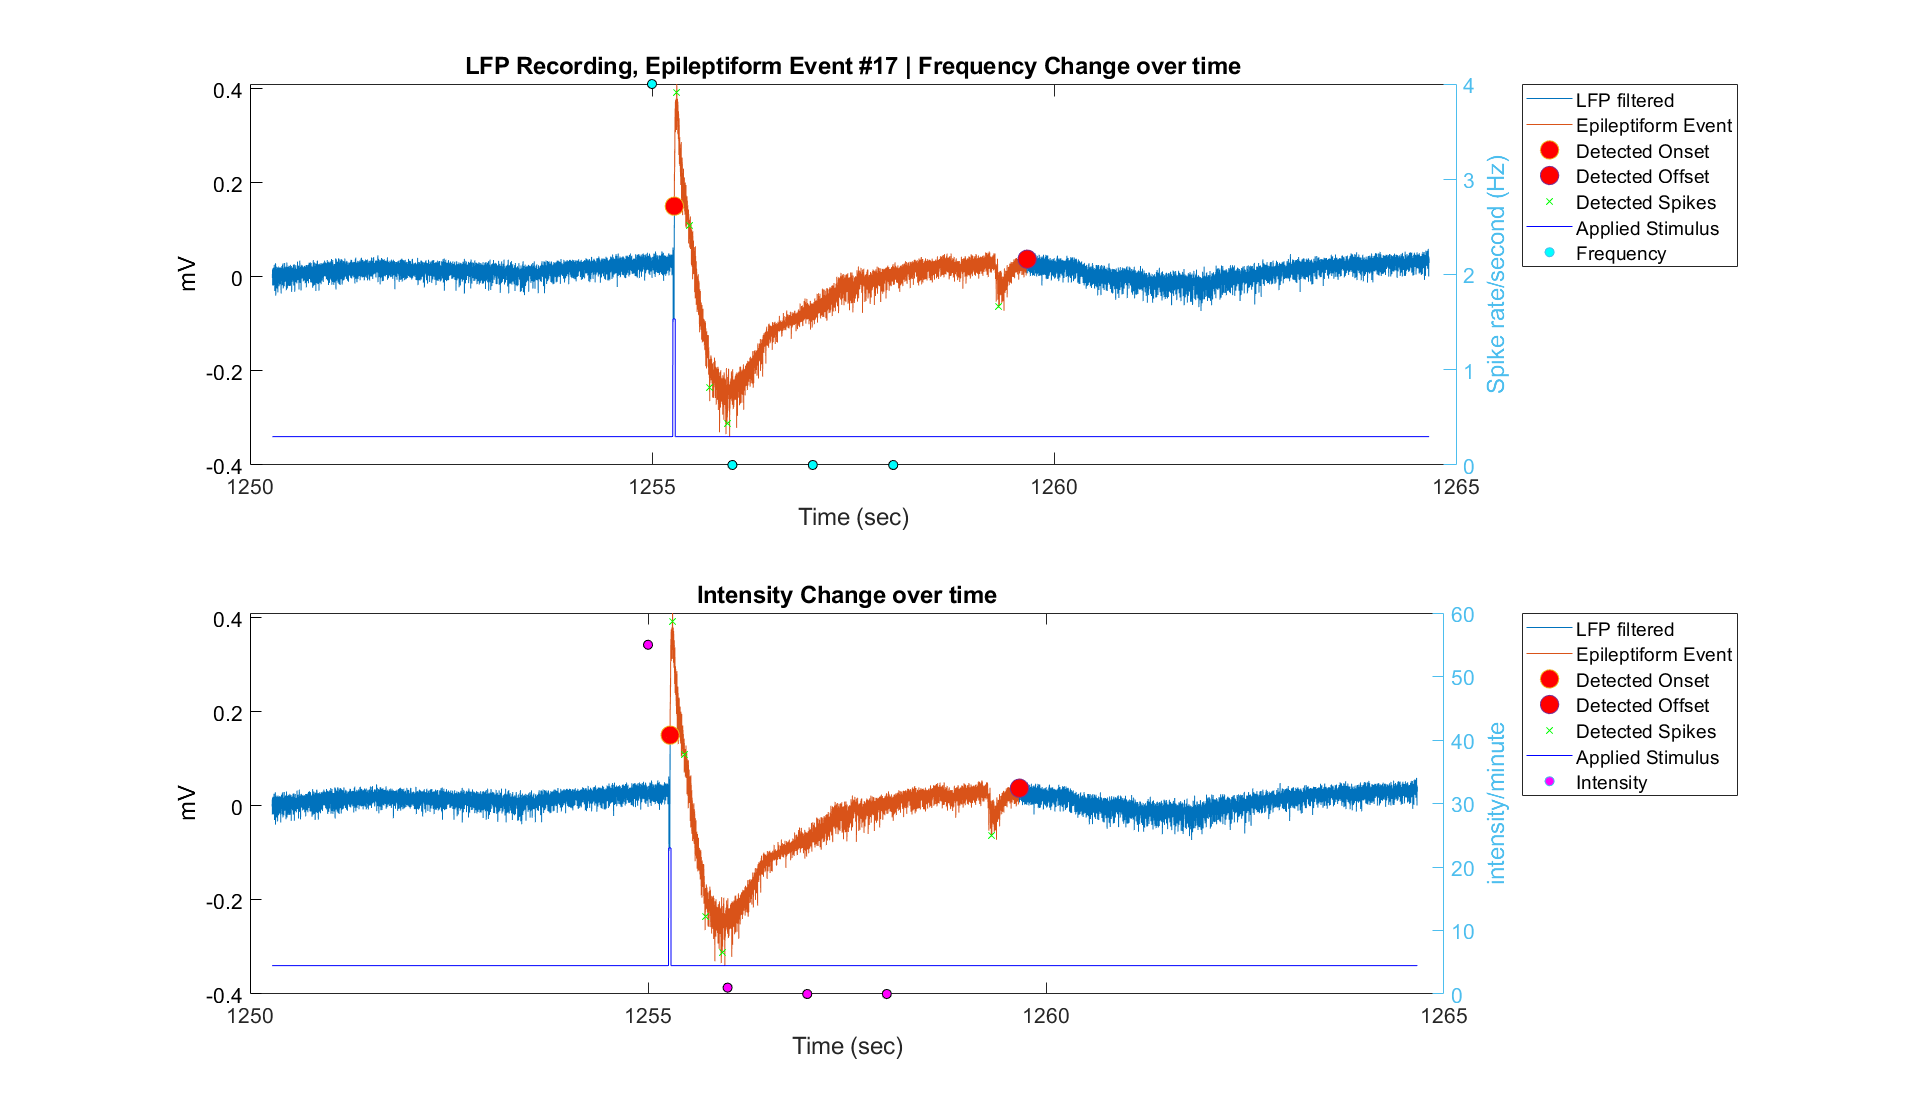 LFP Recording, Epileptiform Event #17 | Frequency Change over time
0.4
0.2
0
-0.2
-0.4
mV
1250
1255
1260
1265
Time (sec)
4
3
2
1
0
Spike rate/second (Hz)
LFP filtered
Epileptiform Event
Detected Onset
Detected Offset
Detected Spikes
Applied Stimulus
Frequency
Intensity Change over time
0.4
0.2
0
-0.2
-0.4
mV
1250
1255
1260
1265
Time (sec)
60
50
40
30
20
10
0
intensity/minute
LFP filtered
Epileptiform Event
Detected Onset
Detected Offset
Detected Spikes
Applied Stimulus
Intensity